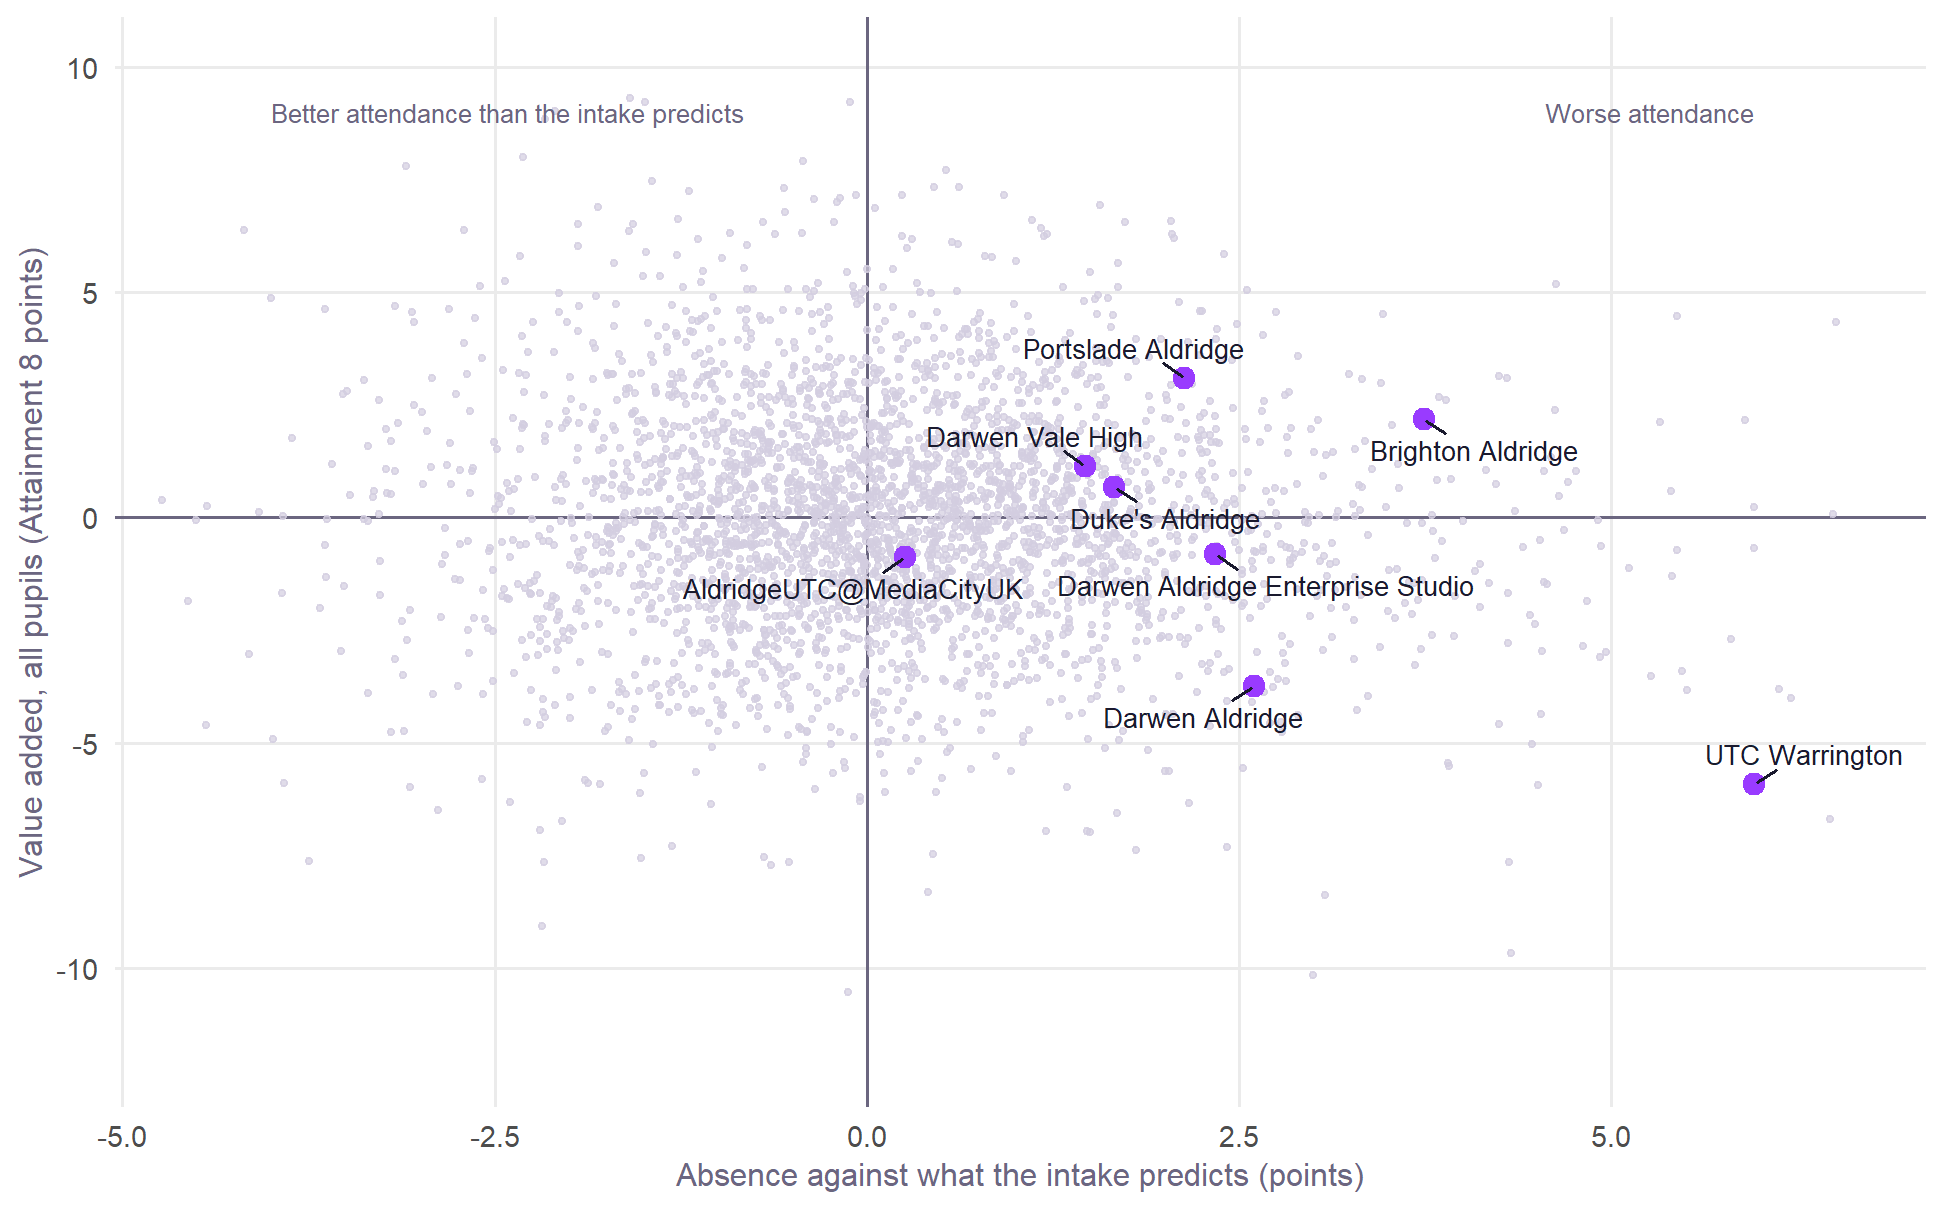 10
Better attendance than the intake predicts
Worse attendance
5
Portslade Aldridge
Darwen Vale High
Brighton Aldridge
0
Duke's Aldridge
AldridgeUTC@MediaCityUK
Darwen Aldridge Enterprise Studio
Darwen Aldridge
-5
UTC Warrington
-10
Value added, all pupils (Attainment 8 points)
-5.0
-2.5
0.0
2.5
5.0
Absence against what the intake predicts (points)